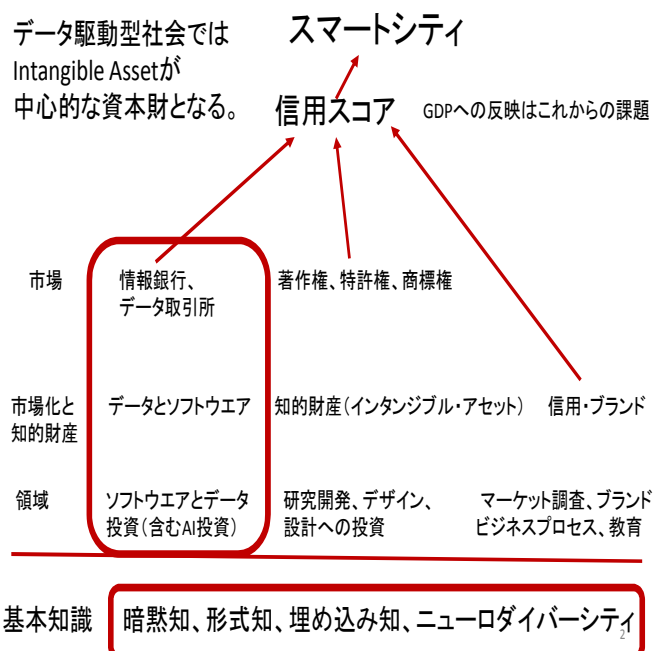 データ駆動型社会では
Intangible Assetが
中心的な資本財となる。
スマートシティ
信用スコア
GDPへの反映はこれからの課題
市場
情報銀行、
データ取引所
著作権、特許権、商標権
市場化と
知的財産
データとソフトウエア
知的財産（インタンジブル・アセット）
信用・ブランド
領域
ソフトウエアとデータ
投資（含むAI投資）
研究開発、デザイン、
設計への投資
マーケット調査、ブランド
ビジネスプロセス、教育
基本知識
暗黙知、形式知、埋め込み知、ニューロダイバーシティ
2